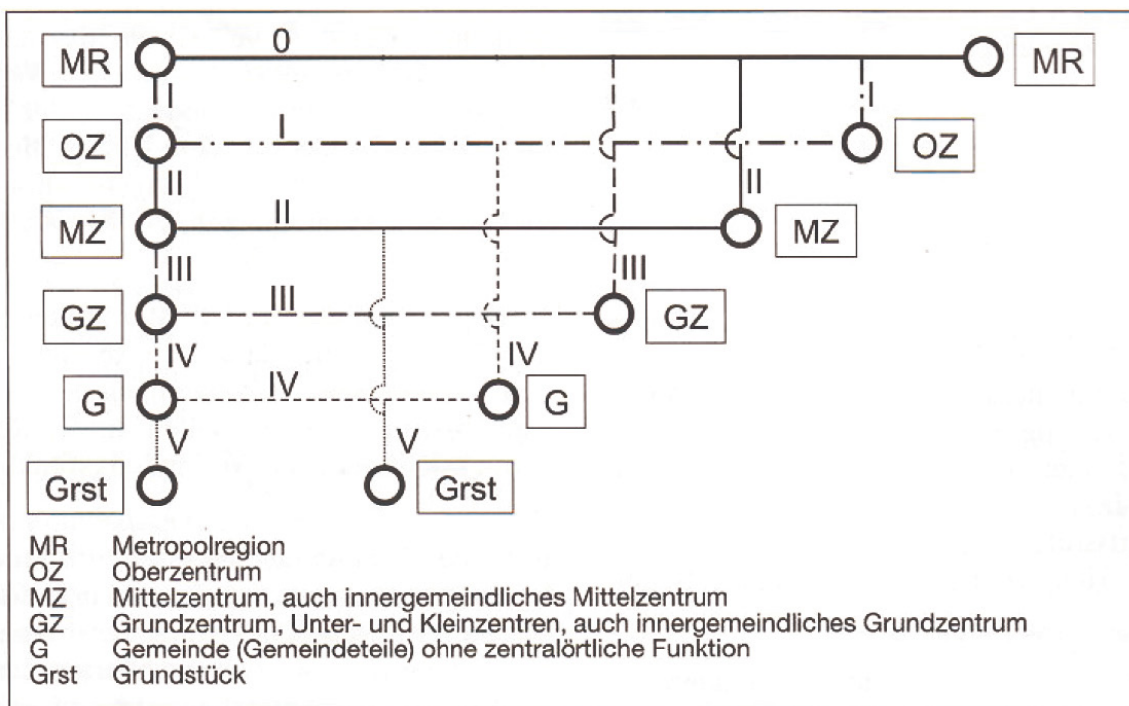 0
MR MR
I I
I
OZ OZ
II II
II
MZ MZ
III III
III
GZ GZ
IV IV
IV
G G
V V
Grst Grst
MR Metropolregion
OZ Oberzentrum
MZ Mittelzentrum, auch innergemeindliches Mittelzentrum
GZ Grundzentrum, Unter- und Kleinzentren, auch innergemeindliches Grundzentrum
G Gemeinde (Gemeindeteile) ohne zentralörtliche Funktion
Grst Grundstück